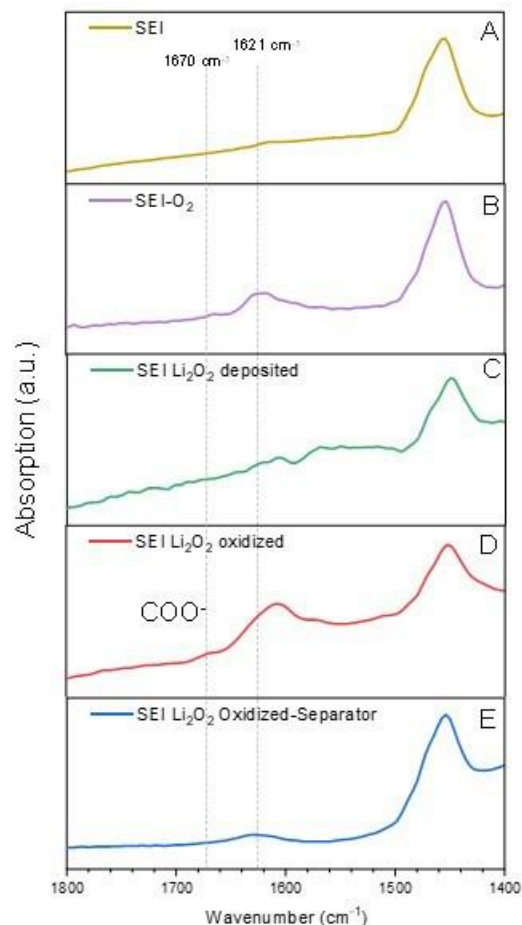 SEI
A
1621 cm⁻¹
1670 cm⁻¹
SEI-O₂
B
SEI Li₂O₂ deposited
C
SEI Li₂O₂ oxidized
D
COO⁻
SEI Li₂O₂ Oxidized-Separator
E
Absorption (a.u.)
1800 1700 1600 1500 1400
Wavenumber (cm⁻¹)